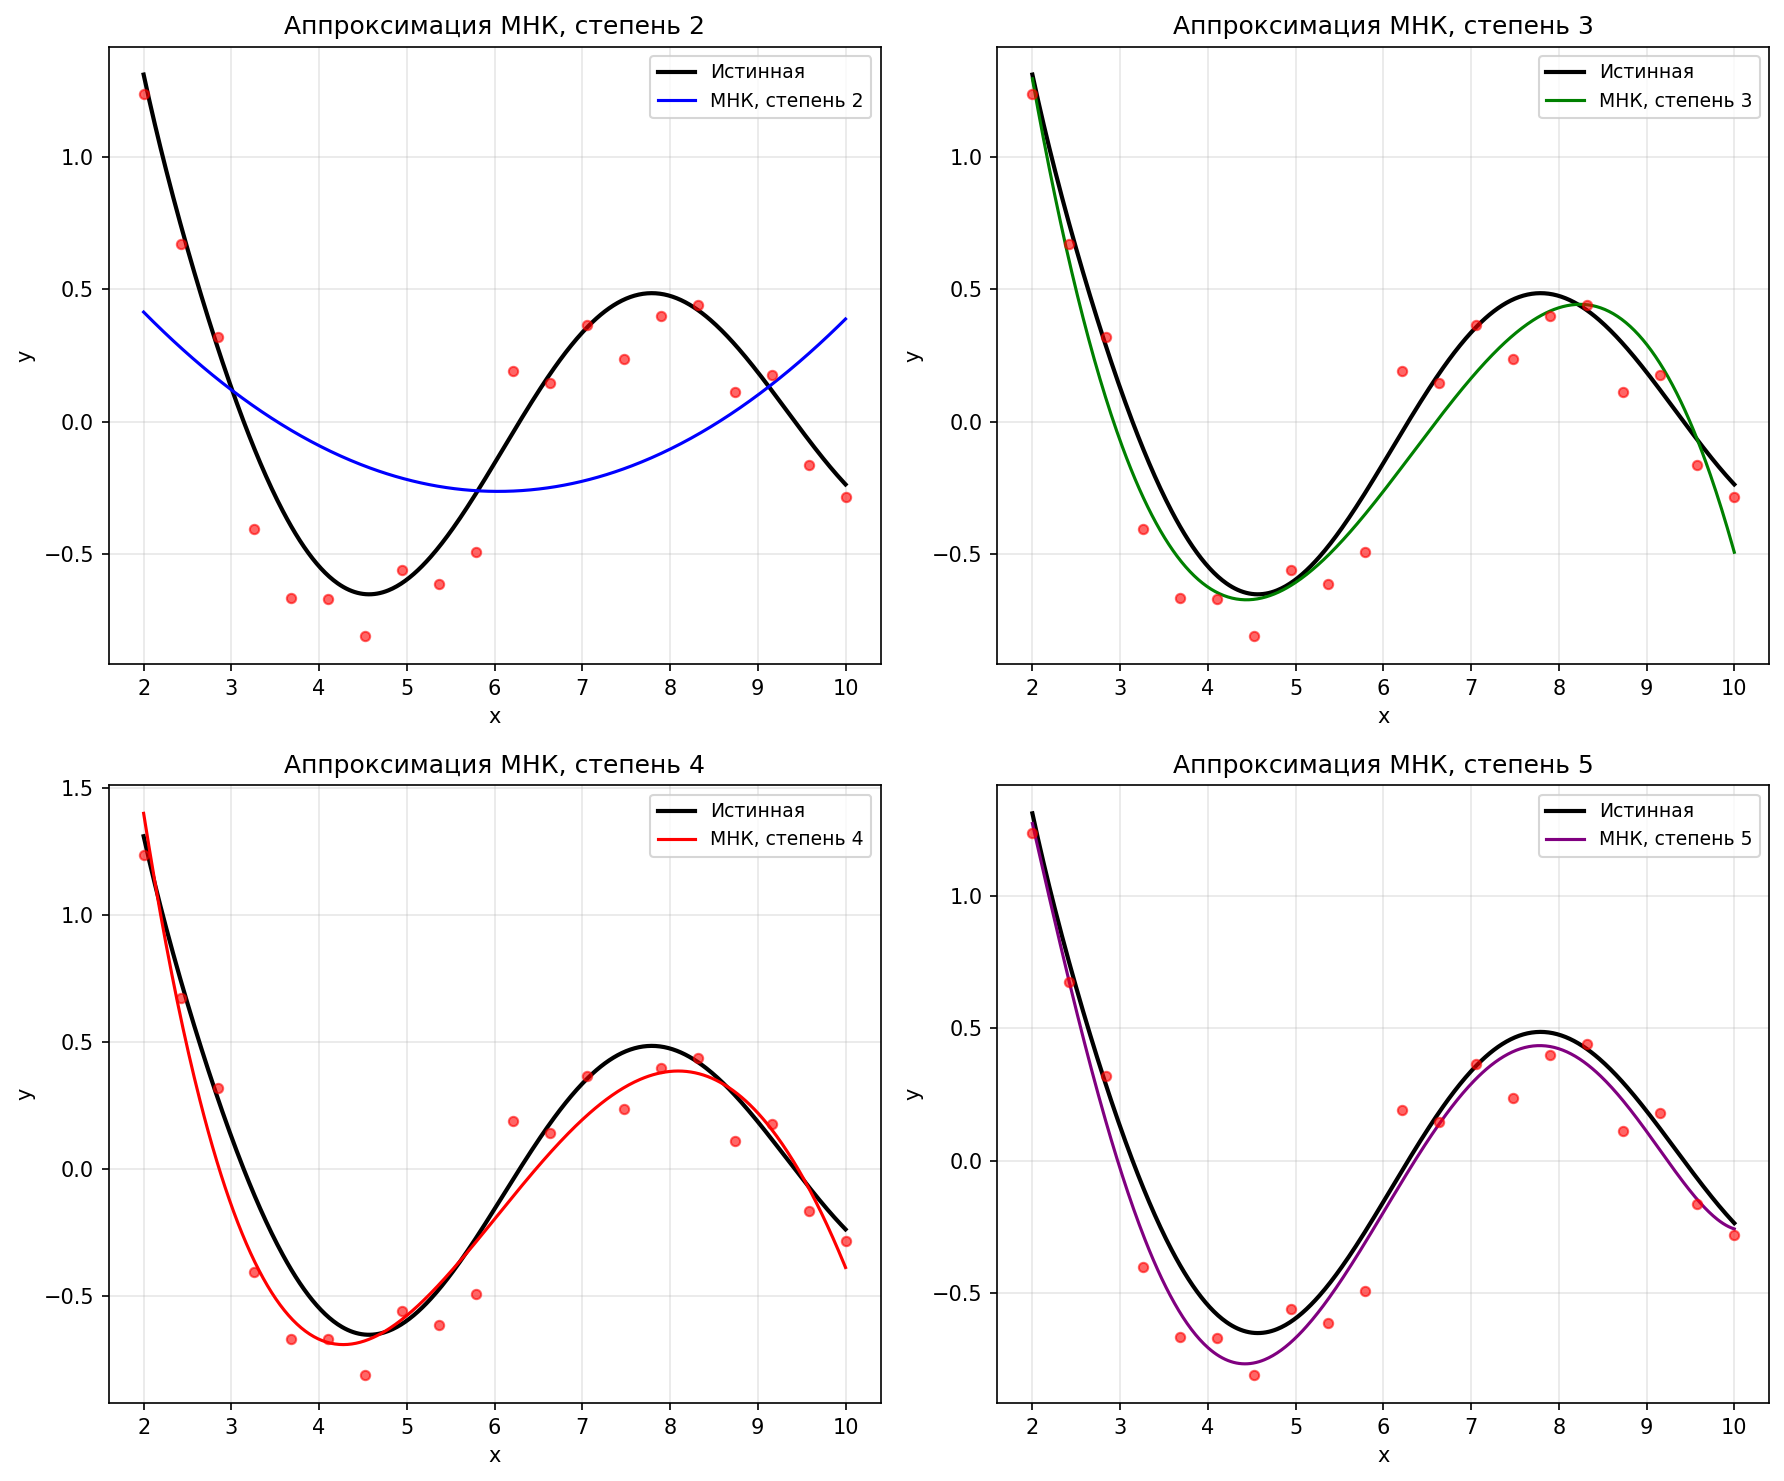 Аппроксимация МНК, степень 2
Истинная
МНК, степень 2
1.0
0.5
0.0
−0.5
y
2 3 4 5 6 7 8 9 10
x
Аппроксимация МНК, степень 3
Истинная
МНК, степень 3
1.0
0.5
0.0
−0.5
y
2 3 4 5 6 7 8 9 10
x
Аппроксимация МНК, степень 4
Истинная
МНК, степень 4
1.5
1.0
0.5
0.0
−0.5
y
2 3 4 5 6 7 8 9 10
x
Аппроксимация МНК, степень 5
Истинная
МНК, степень 5
1.0
0.5
0.0
−0.5
y
2 3 4 5 6 7 8 9 10
x